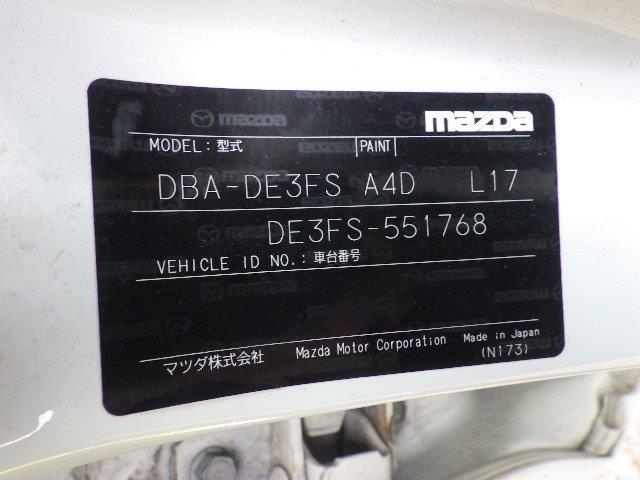 mazda
MODEL: 型式 PAINT
DBA-DE3FS A4D L17
DE3FS-551768
VEHICLE ID NO.: 車台番号
マツダ株式会社 Mazda Motor Corporation Made in Japan
(N173)